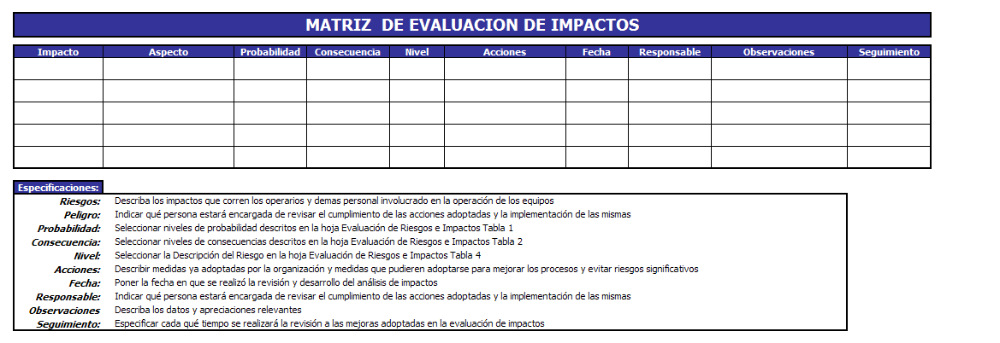 MATRIZ DE EVALUACION DE IMPACTOS
Impacto Aspecto Probabilidad Consecuencia Nivel Acciones Fecha Responsable Observaciones Seguimiento
Especificaciones:
Riesgos: Describa los impactos que corren los operarios y demas personal involucrado en la operación de los equipos
Peligro: Indicar qué persona estará encargada de revisar el cumplimiento de las acciones adoptadas y la implementación de las mismas
Probabilidad: Seleccionar niveles de probabilidad descritos en la hoja Evaluación de Riesgos e Impactos Tabla 1
Consecuencia: Seleccionar niveles de consecuencias descritos en la hoja Evaluación de Riesgos e Impactos Tabla 2
Nivel: Seleccionar la Descripción del Riesgo en la hoja Evaluación de Riesgos e Impactos Tabla 4
Acciones: Describir medidas ya adoptadas por la organización y medidas que pudieren adoptarse para mejorar los procesos y evitar riesgos significativos
Fecha: Poner la fecha en que se realizó la revisión y desarrollo del análisis de impactos
Responsable: Indicar qué persona estará encargada de revisar el cumplimiento de las acciones adoptadas y la implementación de las mismas
Observaciones Describa los datos y apreciaciones relevantes
Seguimiento: Especificar cada qué tiempo se realizará la revisión a las mejoras adoptadas en la evaluación de impactos